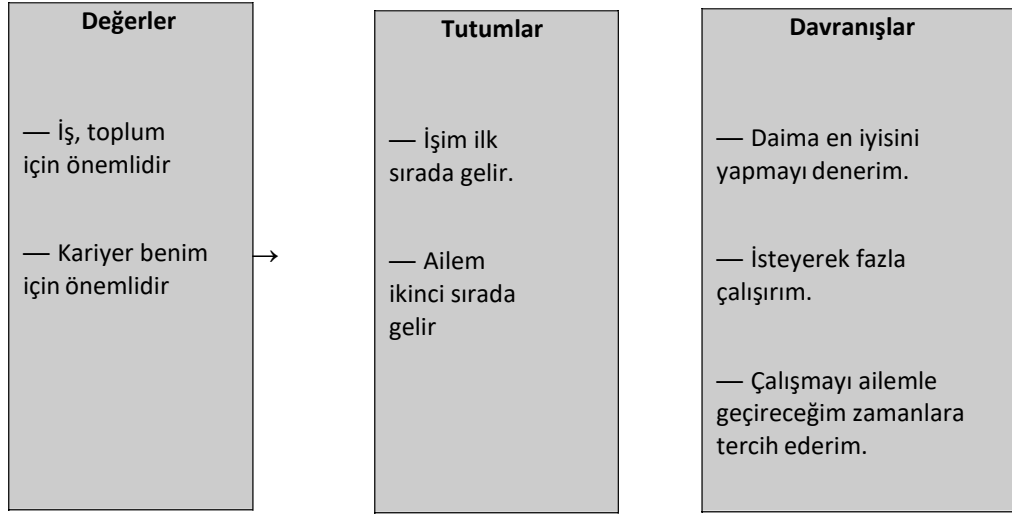 Değerler
— İş, toplum
için önemlidir
— Kariyer benim
için önemlidir
→
Tutumlar
— İşim ilk
sırada gelir.
— Ailem
ikinci sırada
gelir
Davranışlar
— Daima en iyisini
yapmayı denerim.
— İsteyerek fazla
çalışırım.
— Çalışmayı ailemle
geçireceğim zamanlara
tercih ederim.